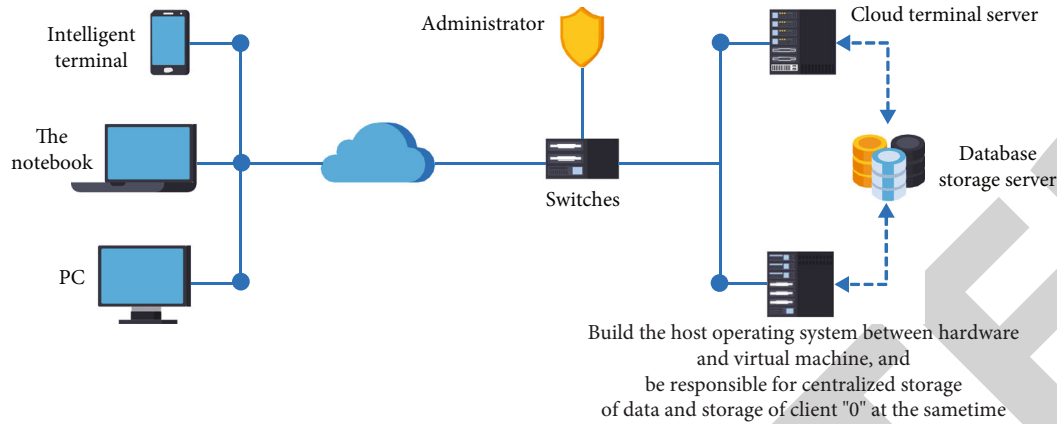 Intelligent
terminal
The
notebook
PC
Administrator
Switches
Cloud terminal server
Database
storage server
Build the host operating system between hardware
and virtual machine, and
be responsible for centralized storage
of data and storage of client "0" at the sametime